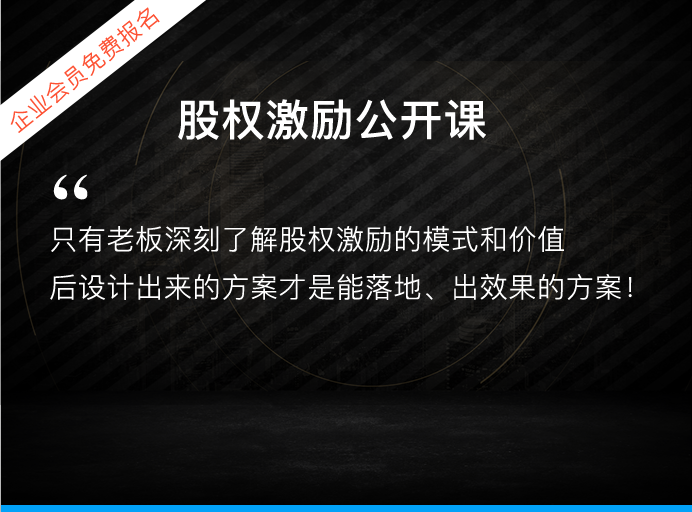 企业会员免费报名
股权激励公开课
“
只有老板深刻了解股权激励的模式和价值
后设计出来的方案才是能落地、出效果的方案！